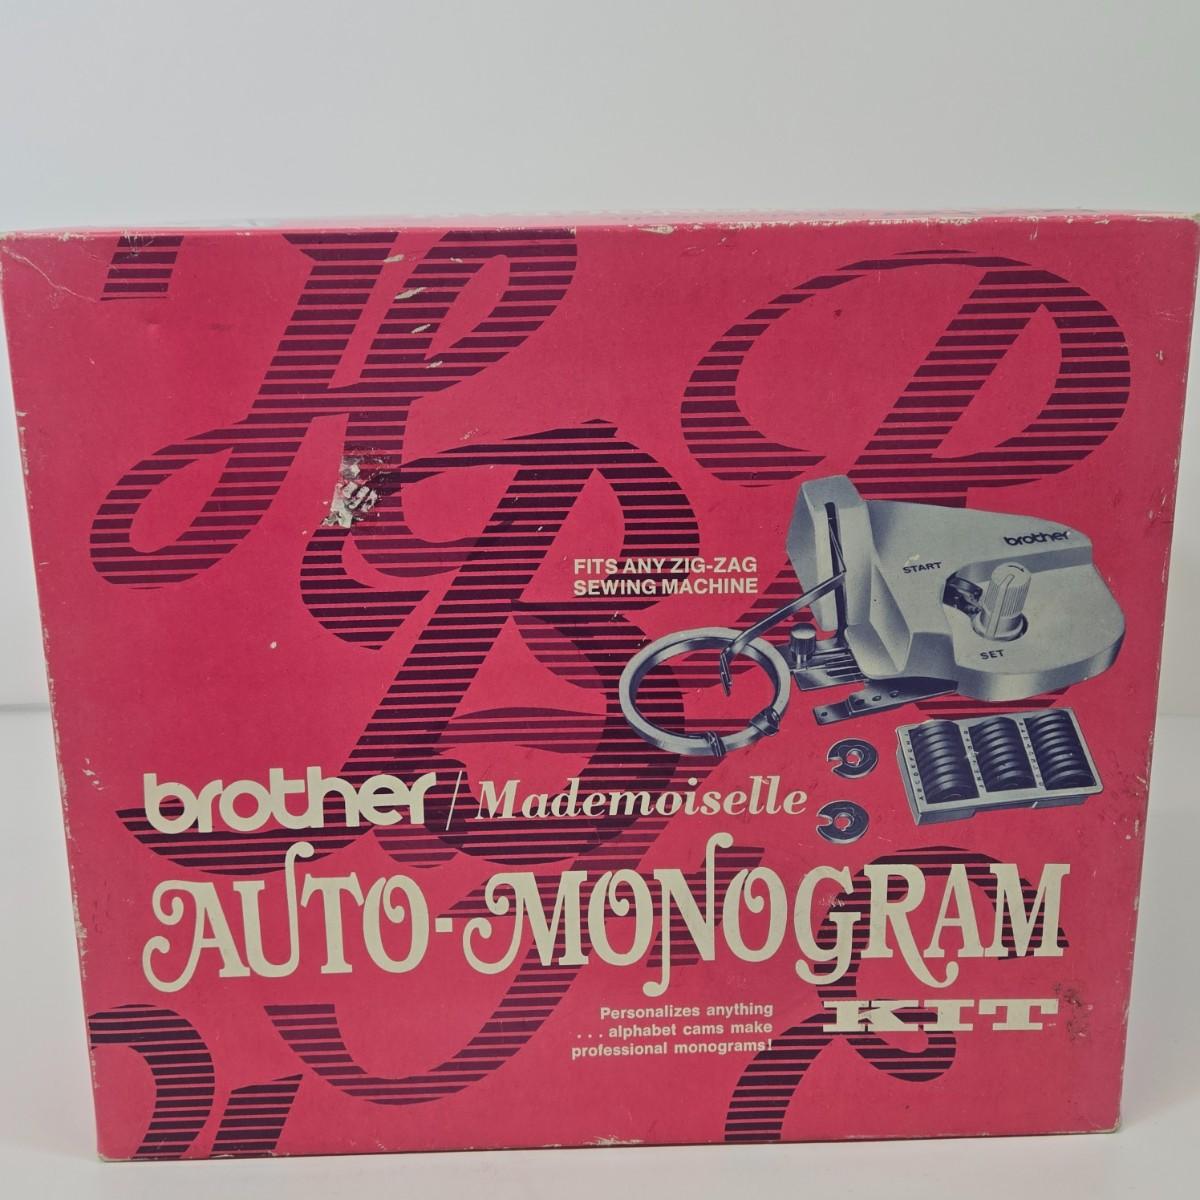 FITS ANY ZIG-ZAG
SEWING MACHINE
brother
START
SET
brother / Mademoiselle
AUTO-MONOGRAM
KIT
Personalizes anything
... alphabet cams make
professional monograms!